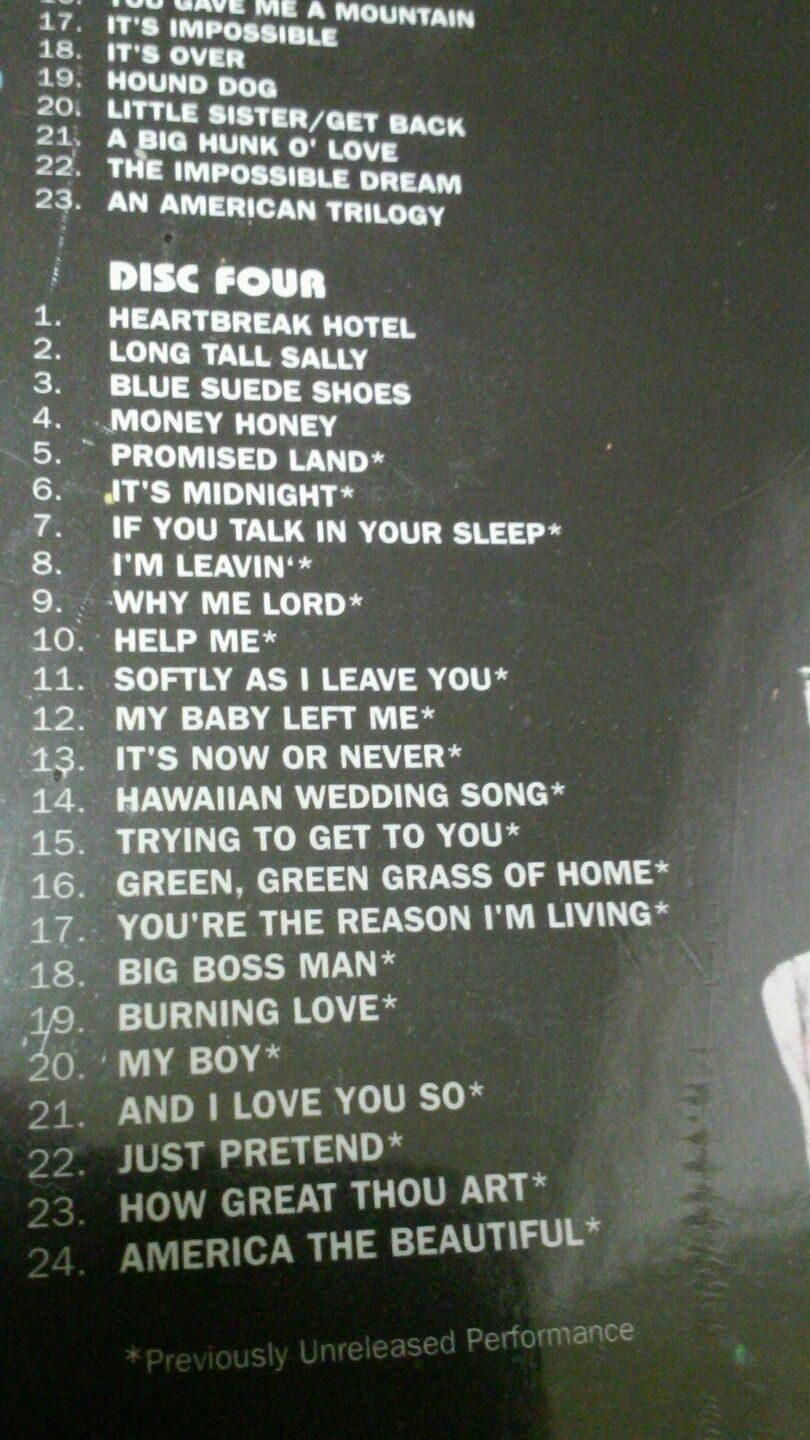 YOU GAVE ME A MOUNTAIN
17. IT'S IMPOSSIBLE
18. IT'S OVER
19. HOUND DOG
20. LITTLE SISTER/GET BACK
21. A BIG HUNK O' LOVE
22. THE IMPOSSIBLE DREAM
23. AN AMERICAN TRILOGY
DISC FOUR
1. HEARTBREAK HOTEL
2. LONG TALL SALLY
3. BLUE SUEDE SHOES
4. MONEY HONEY
5. PROMISED LAND*
6. IT'S MIDNIGHT*
7. IF YOU TALK IN YOUR SLEEP*
8. I'M LEAVIN‘*
9. WHY ME LORD*
10. HELP ME*
11. SOFTLY AS I LEAVE YOU*
12. MY BABY LEFT ME*
13. IT'S NOW OR NEVER*
14. HAWAIIAN WEDDING SONG*
15. TRYING TO GET TO YOU*
16. GREEN, GREEN GRASS OF HOME*
17. YOU'RE THE REASON I'M LIVING*
18. BIG BOSS MAN*
19. BURNING LOVE*
20. MY BOY*
21. AND I LOVE YOU SO*
22. JUST PRETEND*
23. HOW GREAT THOU ART*
24. AMERICA THE BEAUTIFUL*
*Previously Unreleased Performance